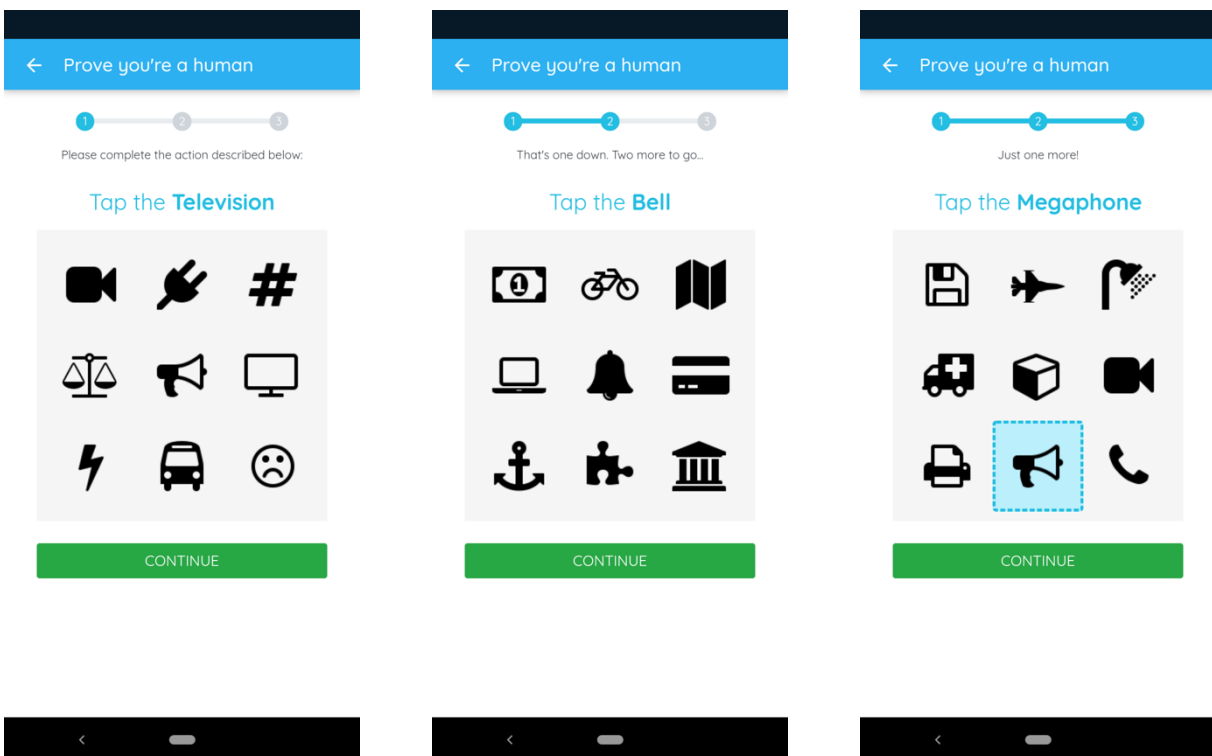 Prove you're a human
1 2 3
Please complete the action described below:
Tap the Television
#
CONTINUE
Prove you're a human
1 2 3
That's one down. Two more to go...
Tap the Bell
1
CONTINUE
Prove you're a human
1 2 3
Just one more!
Tap the Megaphone
CONTINUE